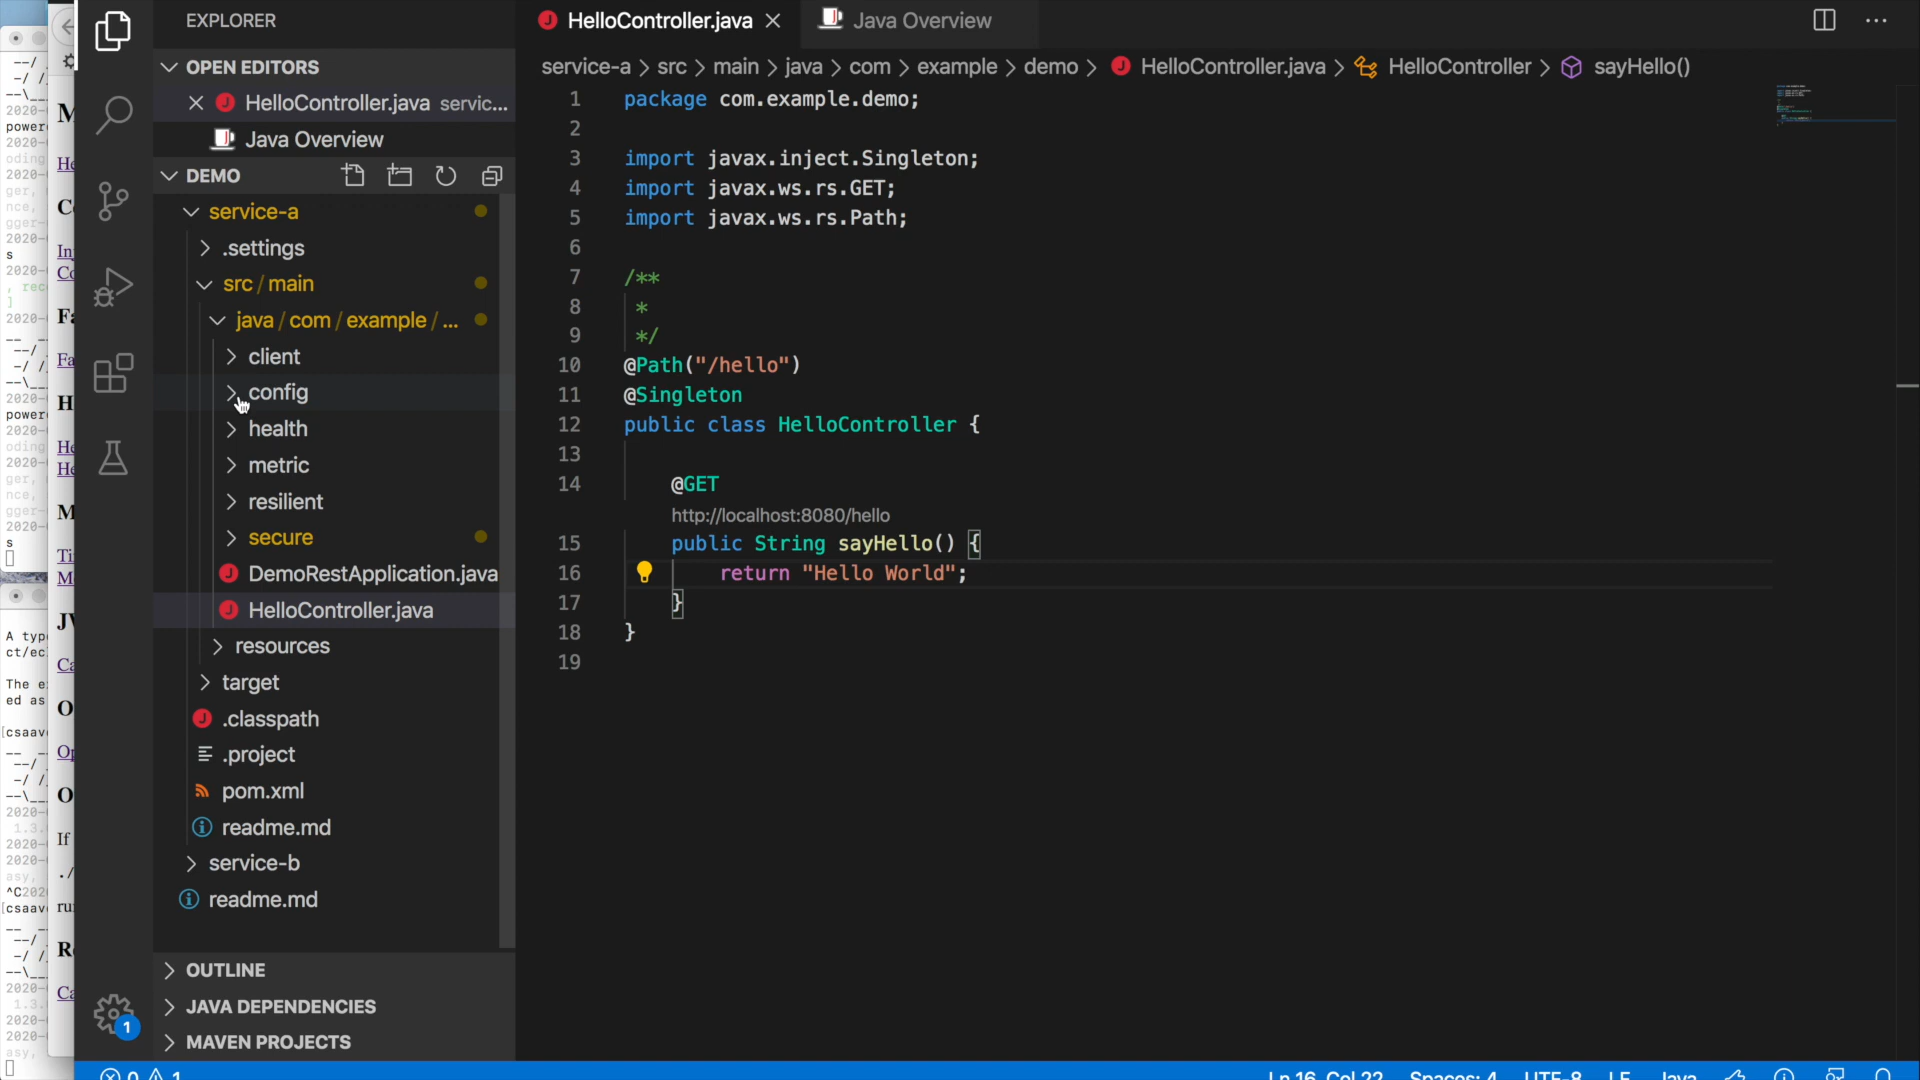 EXPLORER
OPEN EDITORS
HelloController.java servic...
Java Overview
DEMO
service-a
.settings
src / main
java / com / example / ...
client
config
health
metric
resilient
secure
DemoRestApplication.java
HelloController.java
resources
target
.classpath
.project
pom.xml
readme.md
service-b
readme.md
OUTLINE
JAVA DEPENDENCIES
MAVEN PROJECTS
1
HelloController.java
Java Overview
service-a > src > main > java > com > example > demo > HelloController.java > HelloController > sayHello()
1 package com.example.demo;
2
3 import javax.inject.Singleton;
4 import javax.ws.rs.GET;
5 import javax.ws.rs.Path;
6
7 /**
8 *
9 */
10 @Path("/hello")
11 @Singleton
12 public class HelloController {
13
14 @GET
http://localhost:8080/hello
15 public String sayHello() {
16 return "Hello World";
17 }
18 }
19
0 1
Ln 16, Col 22 Spaces: 4 UTF-8 LF Java